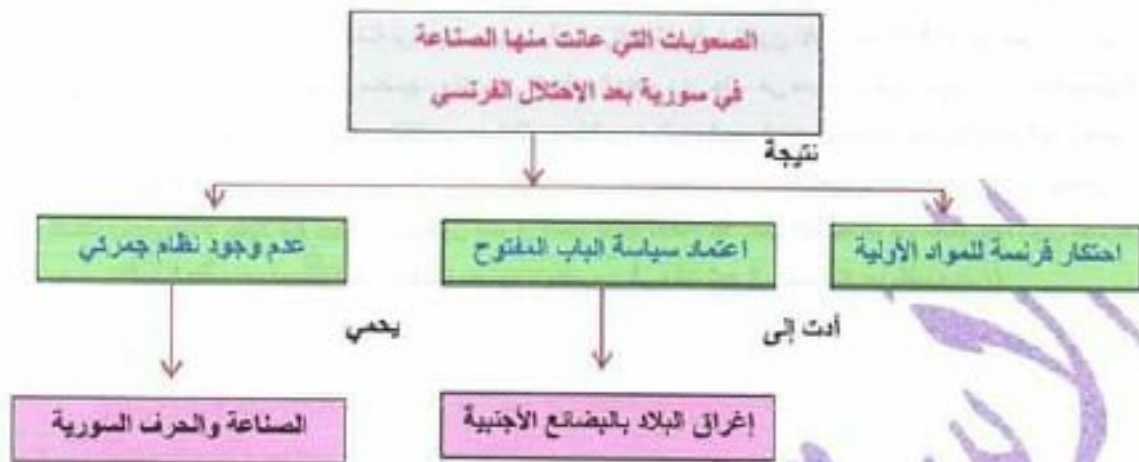 الصعوبات التي عانت منها الصناعة
في سورية بعد الاحتلال الفرنسي
نتيجة
احتكار فرنسة للمواد الأولية
اعتماد سياسة الباب المفتوح
عدم وجود نظام جمركي
أدت إلى
يحمي
إغراق البلاد بالبضائع الأجنبية
الصناعة والحرف السورية